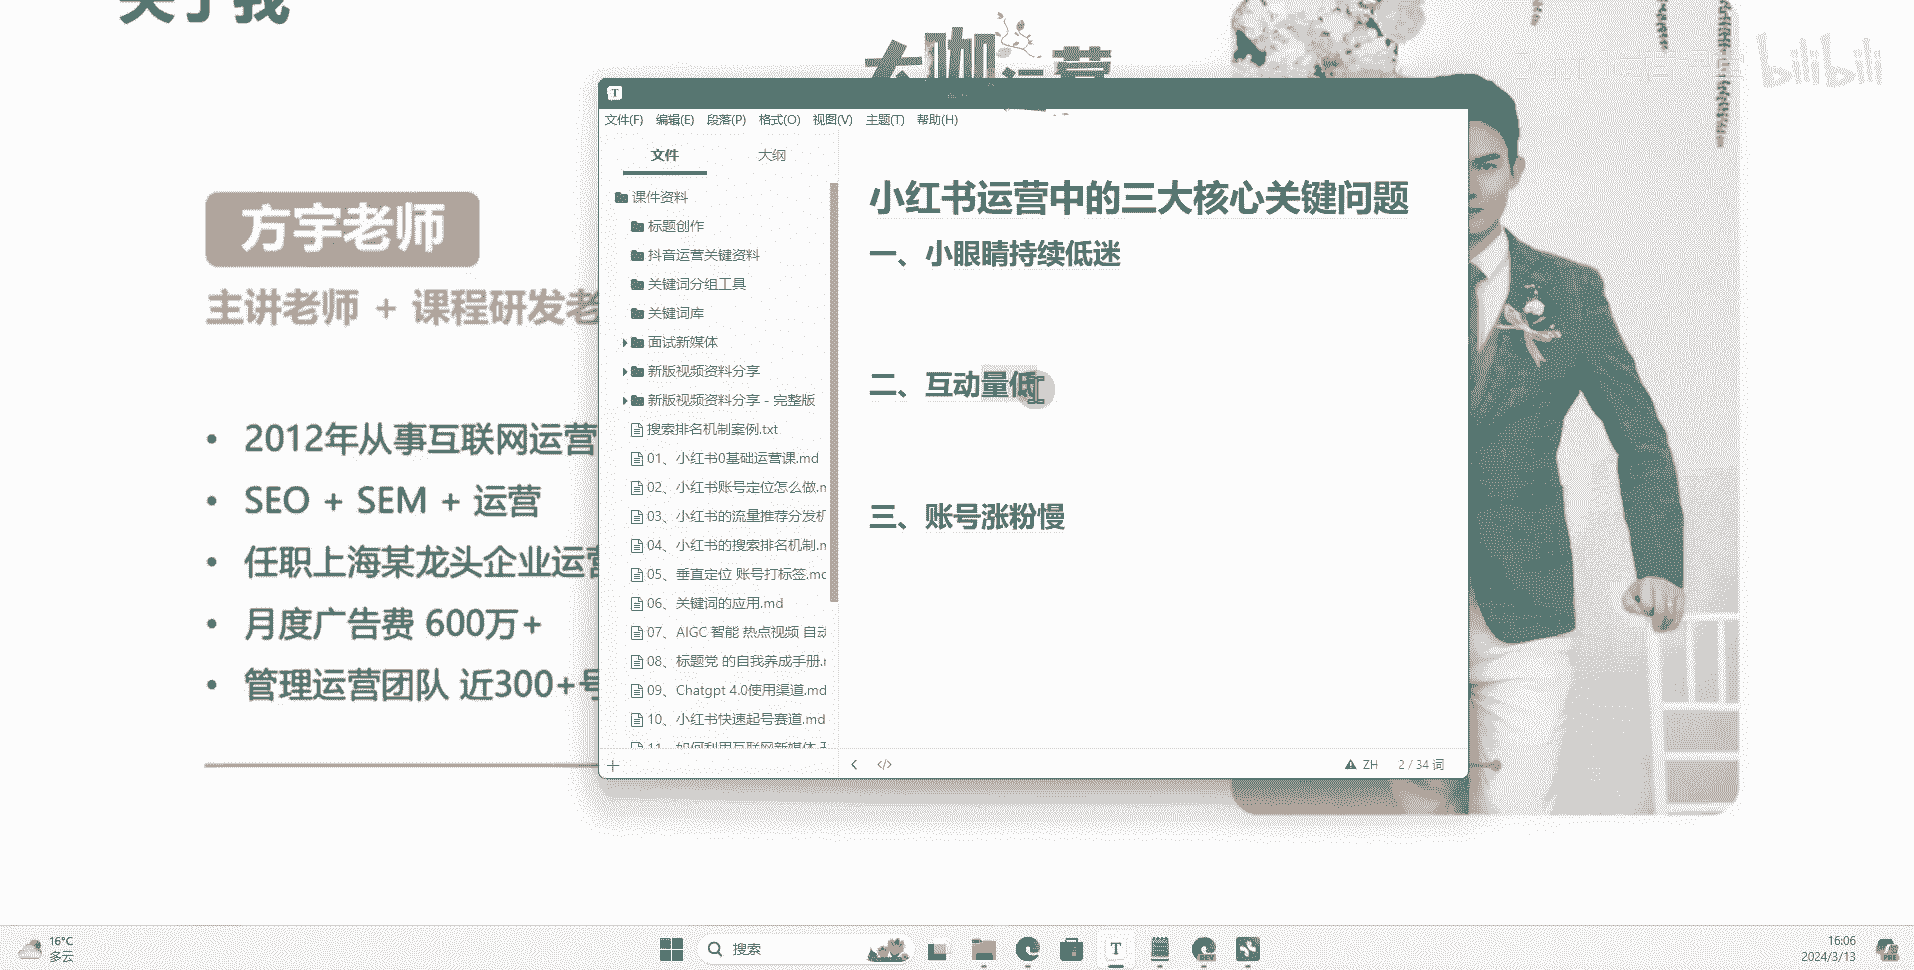 关于我
大咖运营
bilibili
方宇老师
主讲老师 + 课程研发老
2012年从事互联网运营
SEO + SEM + 运营
任职上海某龙头企业运营
月度广告费 600万+
管理运营团队 近300+号
T
文件(F) 编辑(E) 段落(P) 格式(O) 视图(V) 主题(T) 帮助(H)
文件 大纲
课件资料
标题创作
抖音运营关键资料
关键词分组工具
关键词库
面试新媒体
新版视频资料分享
新版视频资料分享 - 完整版
搜索排名机制案例.txt
01、小红书0基础运营课.md
02、小红书账号定位怎么做.m
03、小红书的流量推荐分发机
04、小红书的搜索排名机制.m
05、垂直定位 账号打标签.md
06、关键词的应用.md
07、AIGC 智能 热点视频 自动
08、标题党 的自我养成手册.m
09、Chatgpt 4.0使用渠道.md
10、小红书快速起号赛道.md
11、如何利用互联网新媒体
小红书运营中的三大核心关键问题
一、小眼睛持续低迷
二、互动量低
三、账号涨粉慢
ZH 2 / 34 词
16°C
多云
搜索
T
DEV
16:06
2024/3/13
PRE